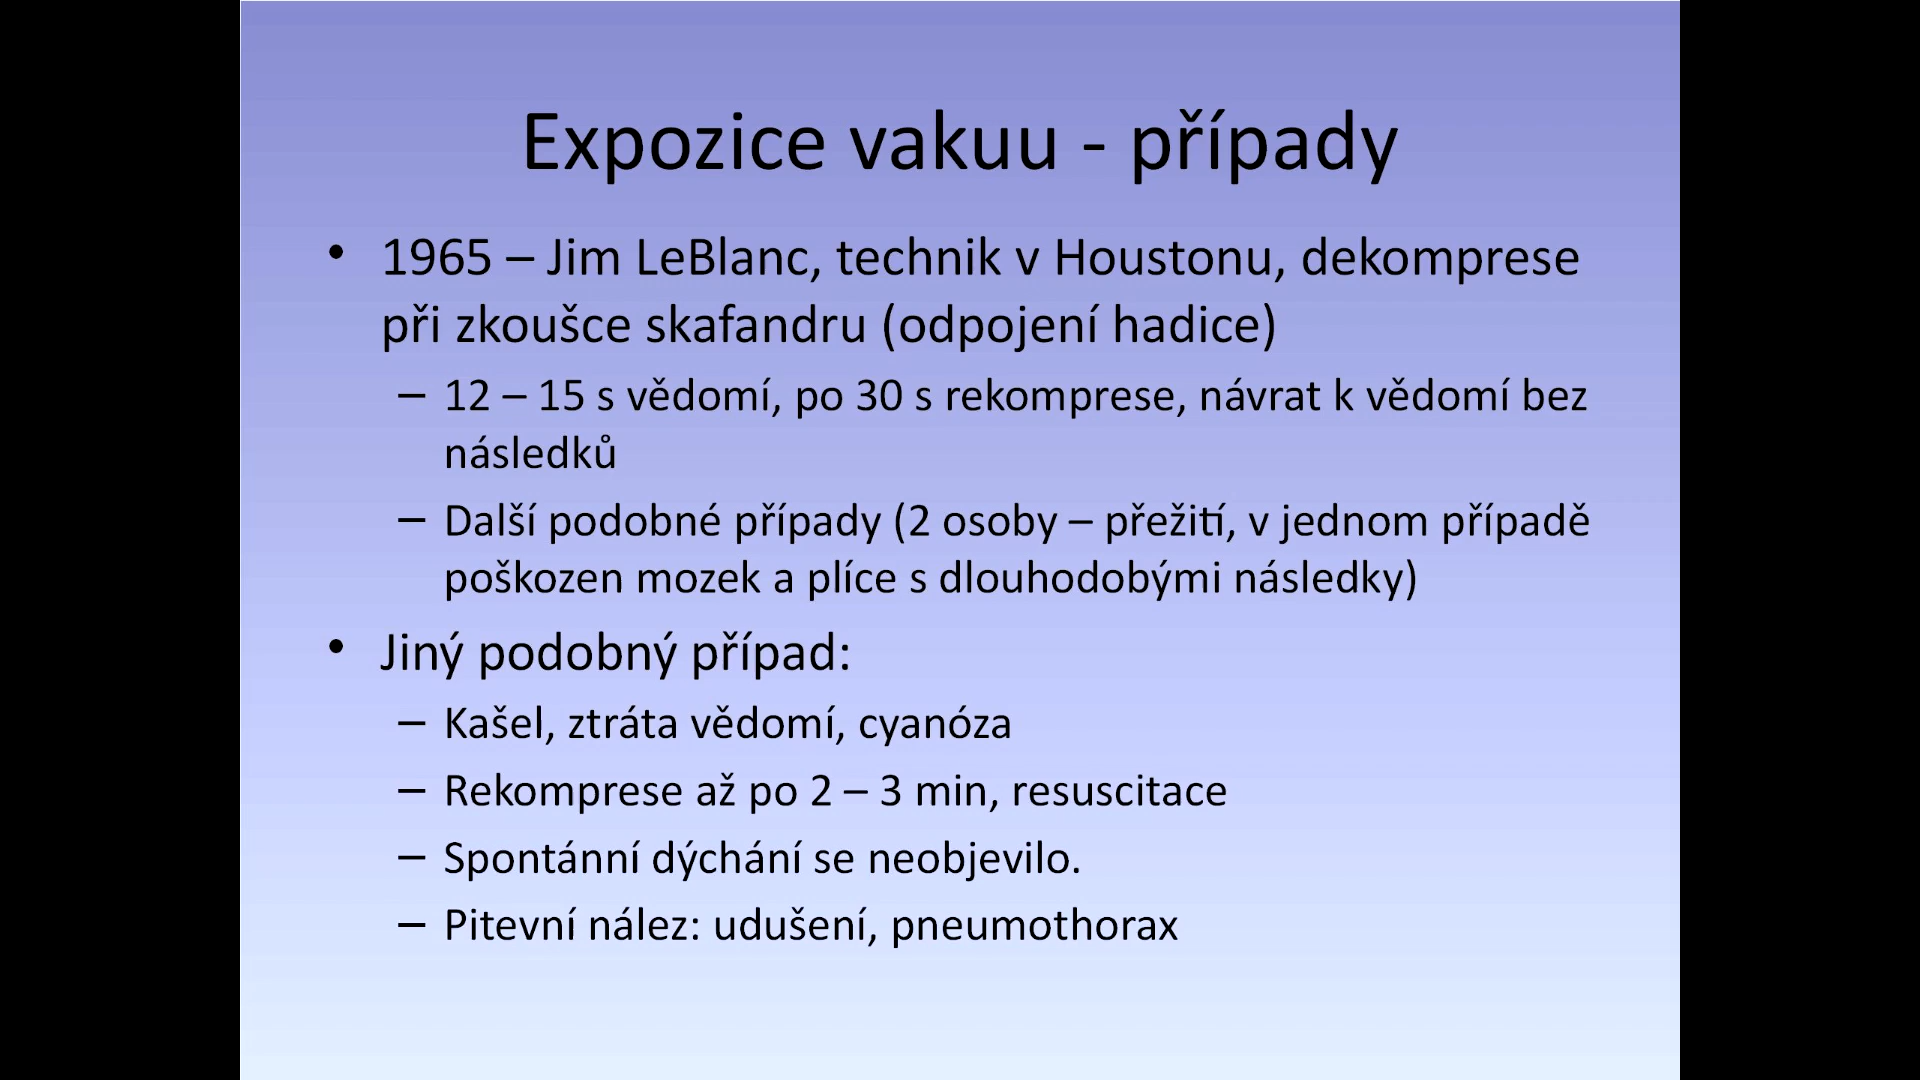 Expozice vakuu - případy
• 1965 – Jim LeBlanc, technik v Houstonu, dekomprese
při zkoušce skafandru (odpojení hadice)
– 12 – 15 s vědomí, po 30 s rekomprese, návrat k vědomí bez
následků
– Další podobné případy (2 osoby – přežití, v jednom případě
poškozen mozek a plíce s dlouhodobými následky)
• Jiný podobný případ:
– Kašel, ztráta vědomí, cyanóza
– Rekomprese až po 2 – 3 min, resuscitace
– Spontánní dýchání se neobjevilo.
– Pitevní nález: udušení, pneumothorax